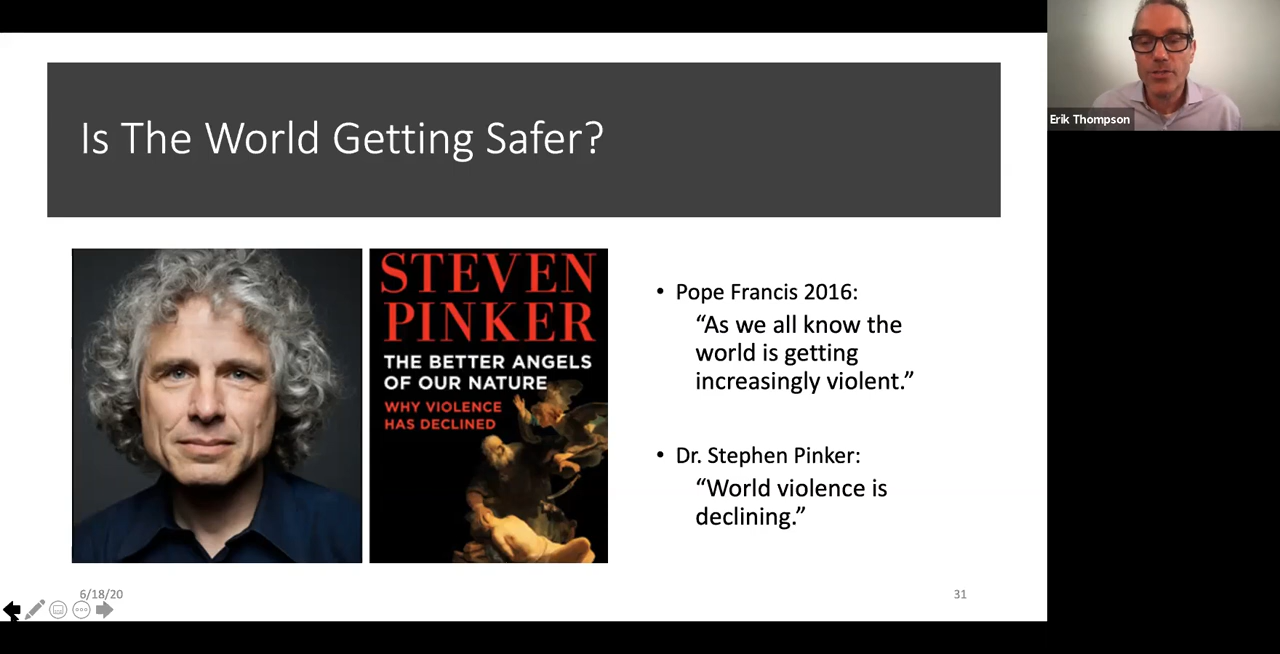 Is The World Getting Safer?
Erik Thompson
STEVEN
PINKER
THE BETTER ANGELS
OF OUR NATURE
WHY VIOLENCE
HAS DECLINED
• Pope Francis 2016:
“As we all know the
world is getting
increasingly violent.”
• Dr. Stephen Pinker:
“World violence is
declining.”
6/18/20
31